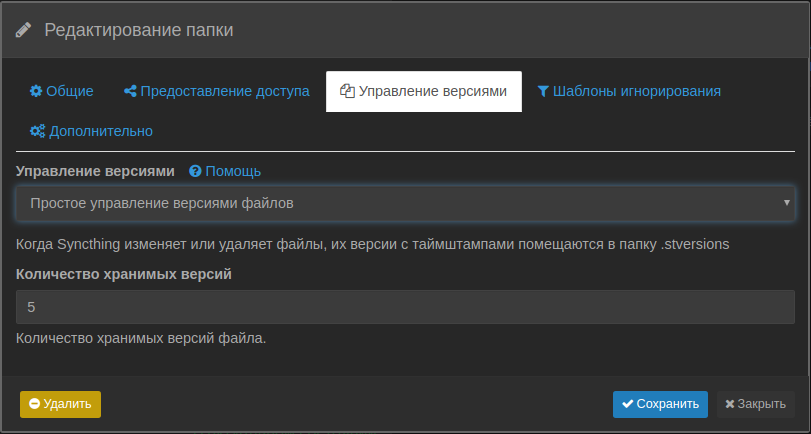 Редактирование папки
Общие Предоставление доступа Управление версиями Шаблоны игнорирования
Дополнительно
Управление версиями Помощь
Простое управление версиями файлов
Когда Syncthing изменяет или удаляет файлы, их версии с таймштампами помещаются в папку .stversions
Количество хранимых версий
5
Количество хранимых версий файла.
Удалить Сохранить Закрыть